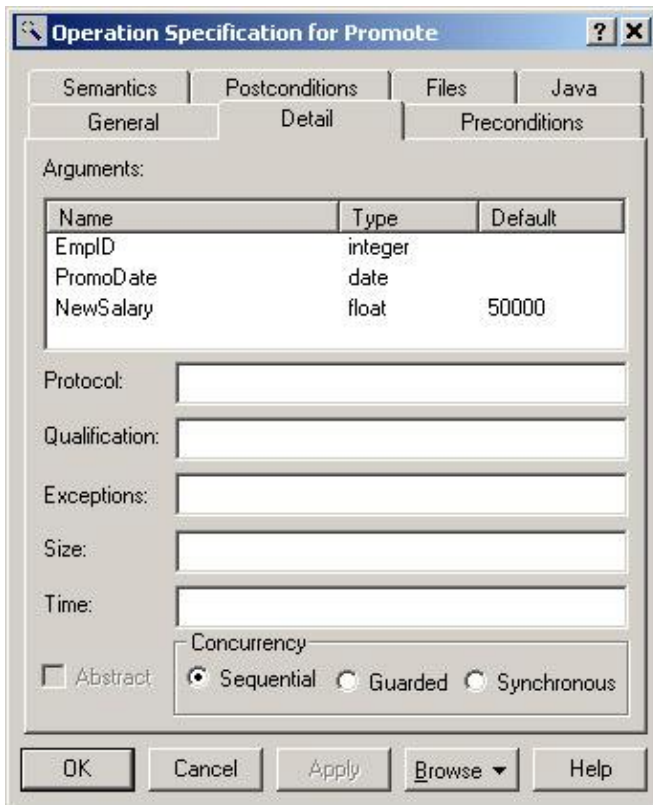 Operation Specification for Promote
Semantics Postconditions Files Java
General Detail Preconditions
Arguments:
Name Type Default
EmpID integer
PromoDate date
NewSalary float 50000
Protocol:
Qualification:
Exceptions:
Size:
Time:
Concurrency
Abstract Sequential Guarded Synchronous
OK Cancel Apply Browse Help